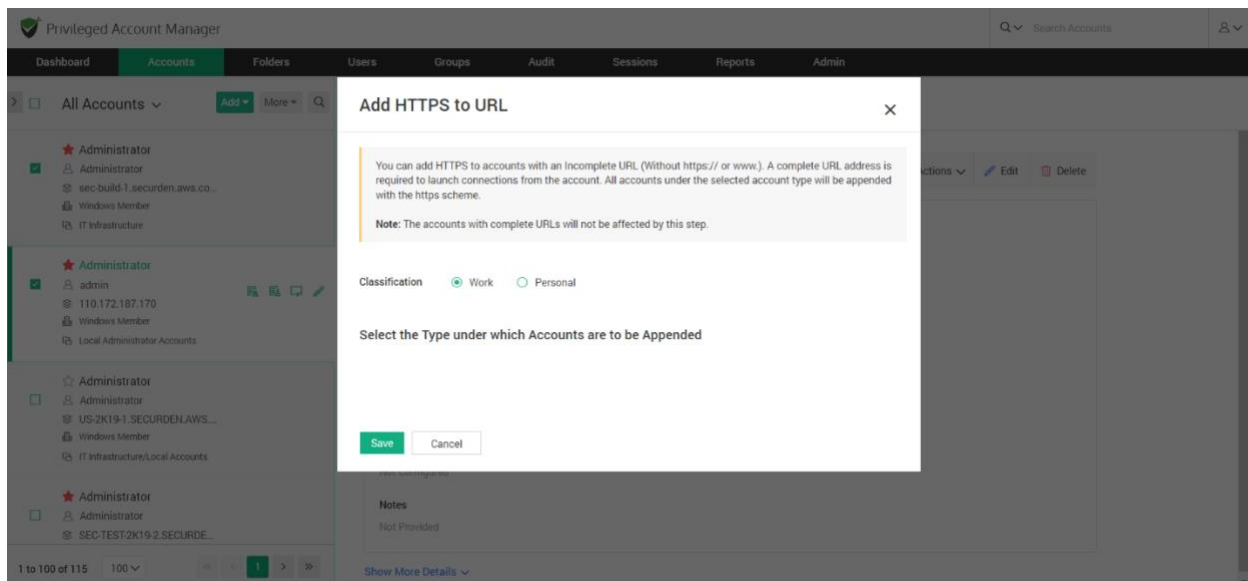 Privileged Account Manager
Search Accounts
Dashboard Accounts Folders Users Groups Audit Sessions Reports Admin
All Accounts Add More
Administrator
Administrator
sec-build-1.securden.aws.co...
Windows Member
IT Infrastructure
Administrator
admin
110.172.187.170
Windows Member
Local Administrator Accounts
Administrator
Administrator
US-2K19-1.SECURDEN.AWS....
Windows Member
IT Infrastructure/Local Accounts
Administrator
Administrator
SEC-TEST-2K19-2.SECURDE...
1 to 100 of 115 100 1
Add HTTPS to URL
You can add HTTPS to accounts with an Incomplete URL (Without https:// or www.). A complete URL address is
required to launch connections from the account. All accounts under the selected account type will be appended
with the https scheme.
Note: The accounts with complete URLs will not be affected by this step.
Classification Work Personal
Select the Type under which Accounts are to be Appended
Save Cancel
ctions Edit Delete
Not Configured
Notes
Not Provided
Show More Details